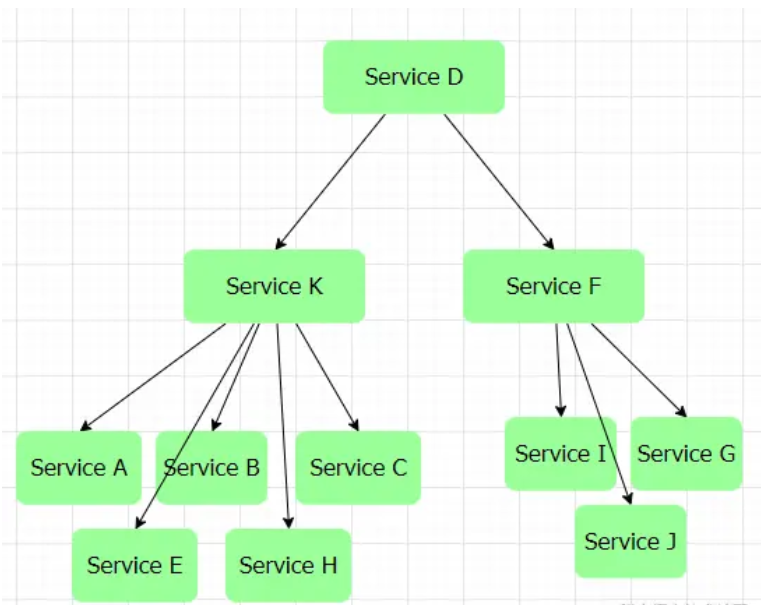 Service D
Service K
Service F
Service A
Service B
Service C
Service I
Service G
Service E
Service H
Service J